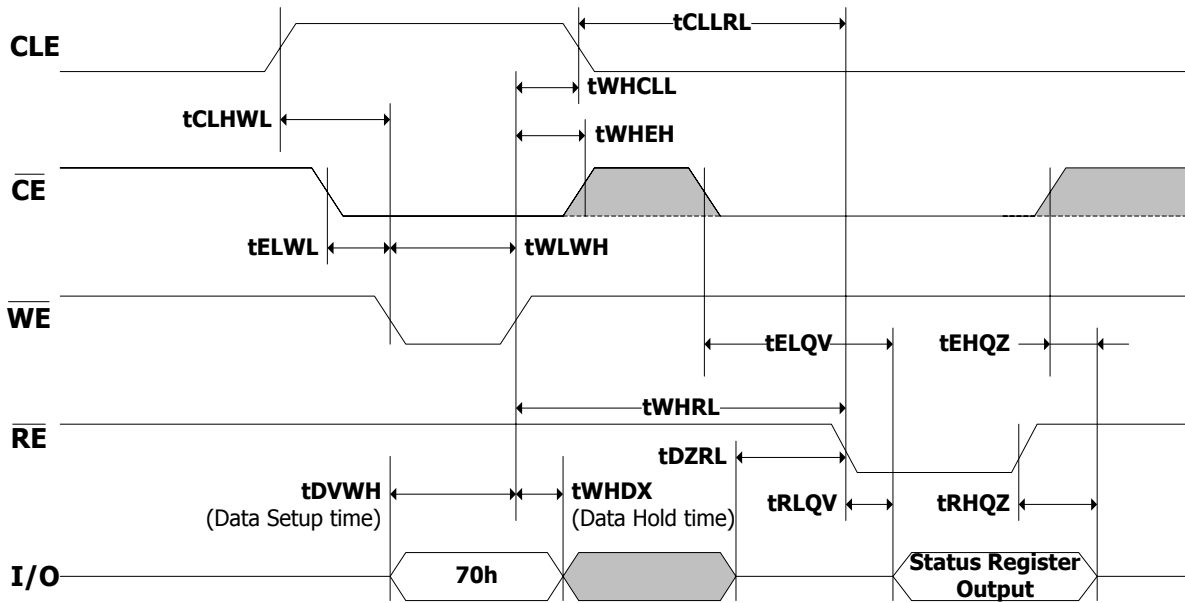 CLE
tCLLRL
tWHCLL
tCLHWL
tWHEH
CE
tELWL
tWLWH
WE
tELQV
tEHQZ
tWHRL
RE
tDZRL
tDVWH
(Data Setup time)
tWHDX
(Data Hold time)
tRLQV
tRHQZ
I/O
70h
Status Register
Output